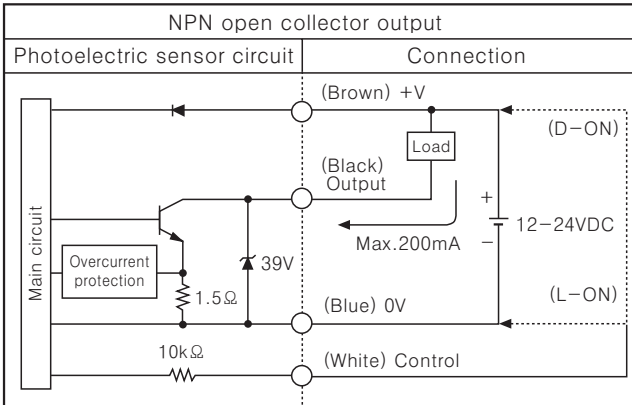 NPN open collector output
Photoelectric sensor circuit
Connection
(Brown) +V
(D-ON)
Load
(Black)
Output
Main circuit
+
12-24VDC
-
Max.200mA
Overcurrent
protection
39V
1.5Ω
(Blue) 0V
(L-ON)
10kΩ
(White) Control